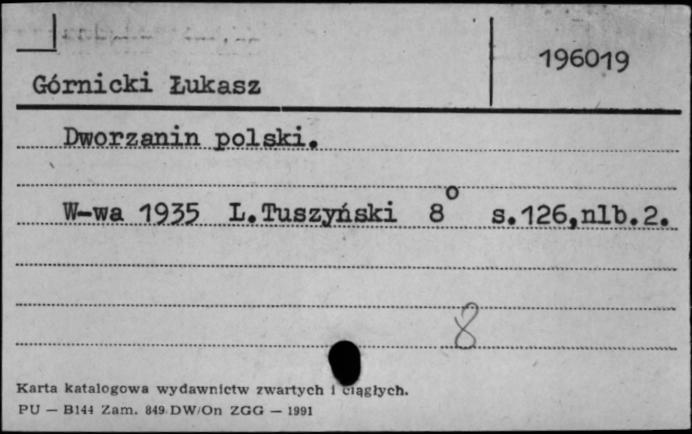 196019
Górnicki Łukasz
Dworzanin polski.
W-wa 1935 L.Tuszyński 8° s.126,nlb.2.
8
Karta katalogowa wydawnictw zwartych i ciągłych.
PU — B144 Zam. 849 DW/On ZGG — 1991